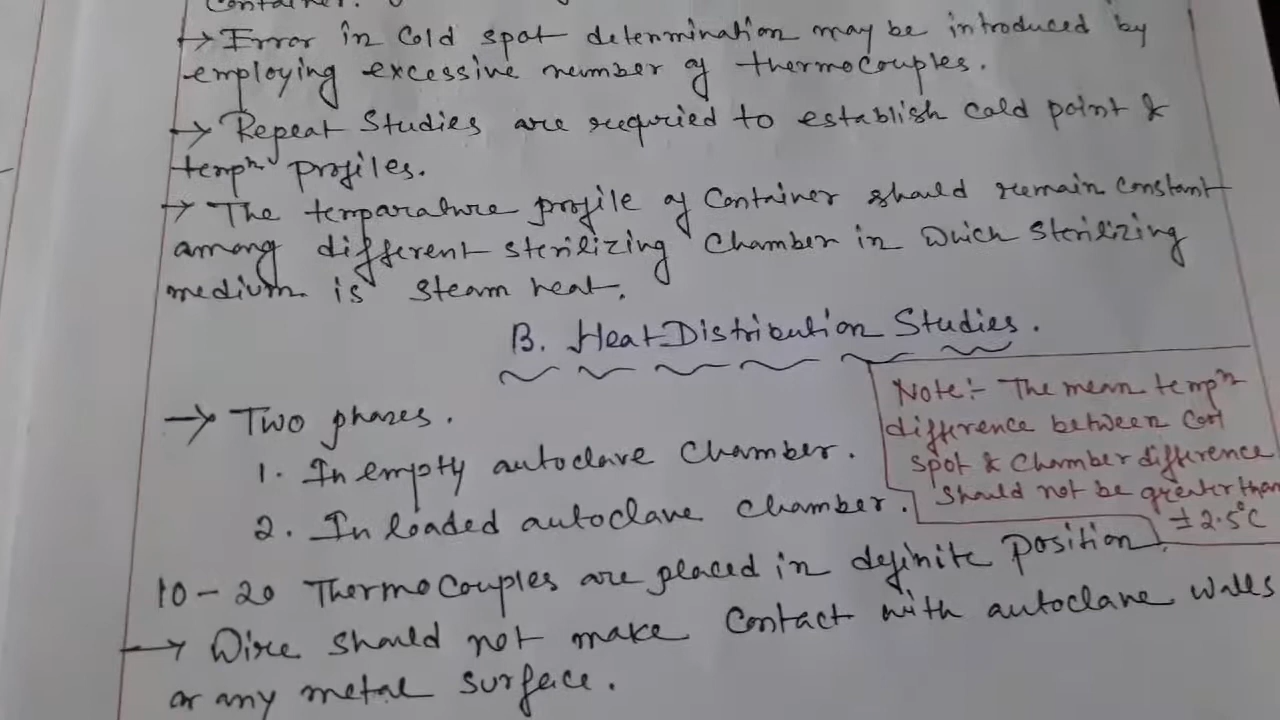 Container.
→ Error in Cold spot determination may be introduced by
employing excessive number of thermocouples.
→ Repeat Studies are requried to establish cold point &
tempⁿ profiles.
→ The temparature profile of Container should remain constant
among different sterilizing Chamber in which sterilizing
medium is steam heat.
B. Heat Distribution Studies.
→ Two phases.
1. In empty autoclave Chamber.
2. In loaded autoclave chamber.
Note:- The mean tempⁿ
difference between
spot & Chamber difference
should not be greater than
± 2.5°C
10-20 Thermocouples are placed in definite position
→ Wire should not make Contact with autoclave walls
or any metal surface.